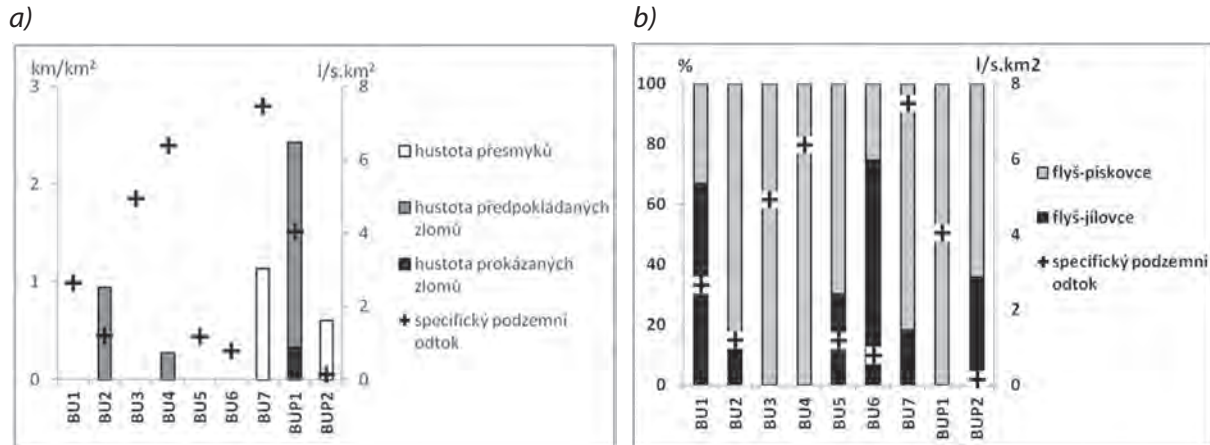 a)
km/km²
l/s.km²
3
2
1
0
8
6
4
2
0
BU1
BU2
BU3
BU4
BU5
BU6
BU7
BUP1
BUP2
hustota přesmyků
hustota předpokládaných
zlomů
hustota prokázaných
zlomů
specifický podzemní
odtok
b)
%
l/s.km2
100
80
60
40
20
0
8
6
4
2
0
BU1
BU2
BU3
BU4
BU5
BU6
BU7
BUP1
BUP2
flyš-pískovce
flyš-jílovce
specifický podzemní
odtok